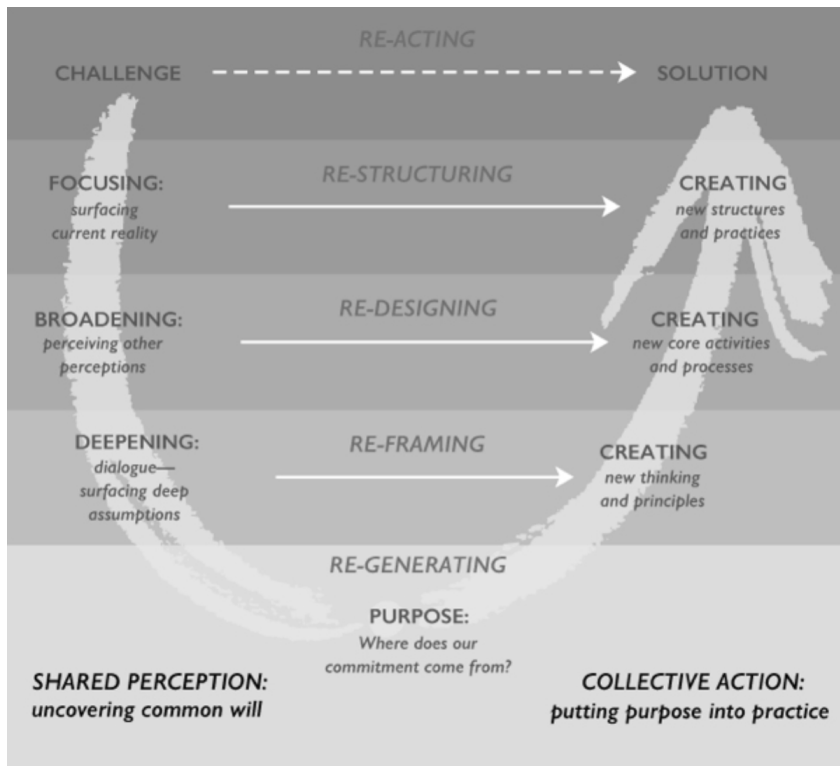 RE-ACTING
CHALLENGE
SOLUTION
RE-STRUCTURING
FOCUSING:
surfacing
current reality
CREATING
new structures
and practices
RE-DESIGNING
BROADENING:
perceiving other
perceptions
CREATING
new core activities
and processes
RE-FRAMING
DEEPENING:
dialogue—
surfacing deep
assumptions
CREATING
new thinking
and principles
RE-GENERATING
PURPOSE:
Where does our
commitment come from?
SHARED PERCEPTION:
uncovering common will
COLLECTIVE ACTION:
putting purpose into practice